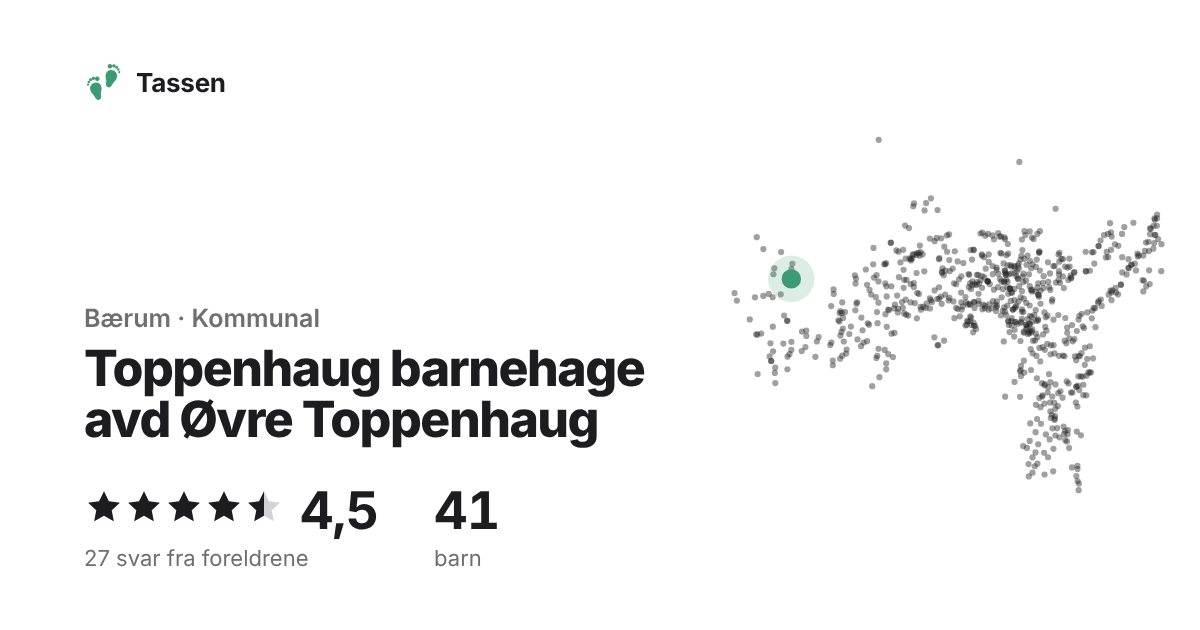 Tassen
Bærum · Kommunal
Toppenhaug barnehage
avd Øvre Toppenhaug
4,5
27 svar fra foreldrene
41
barn